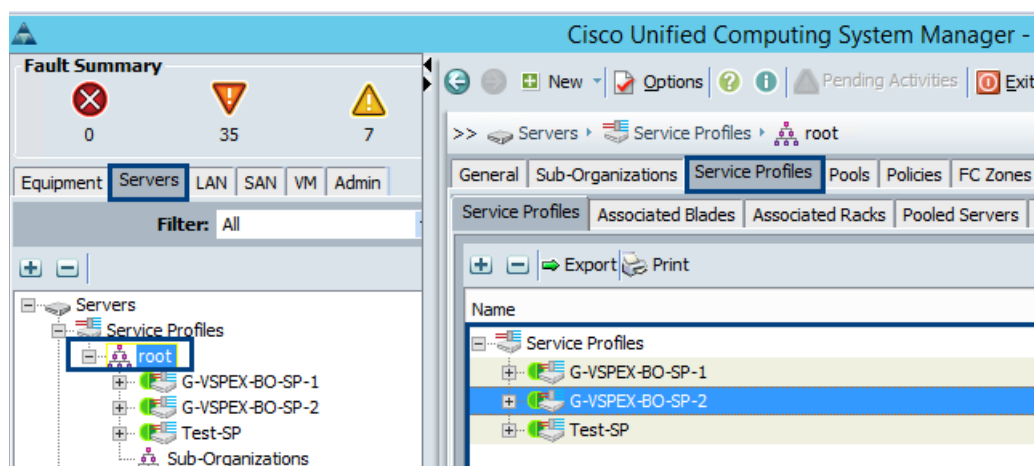 Cisco Unified Computing System Manager -
Fault Summary
0 35 7
New Options Pending Activities Exit
>> Servers Service Profiles root
Equipment Servers LAN SAN VM Admin
General Sub-Organizations Service Profiles Pools Policies FC Zones
Filter: All
Service Profiles Associated Blades Associated Racks Pooled Servers
Export Print
Servers
Service Profiles
root
G-VSPEX-BO-SP-1
G-VSPEX-BO-SP-2
Test-SP
Sub-Organizations
Name
Service Profiles
G-VSPEX-BO-SP-1
G-VSPEX-BO-SP-2
Test-SP